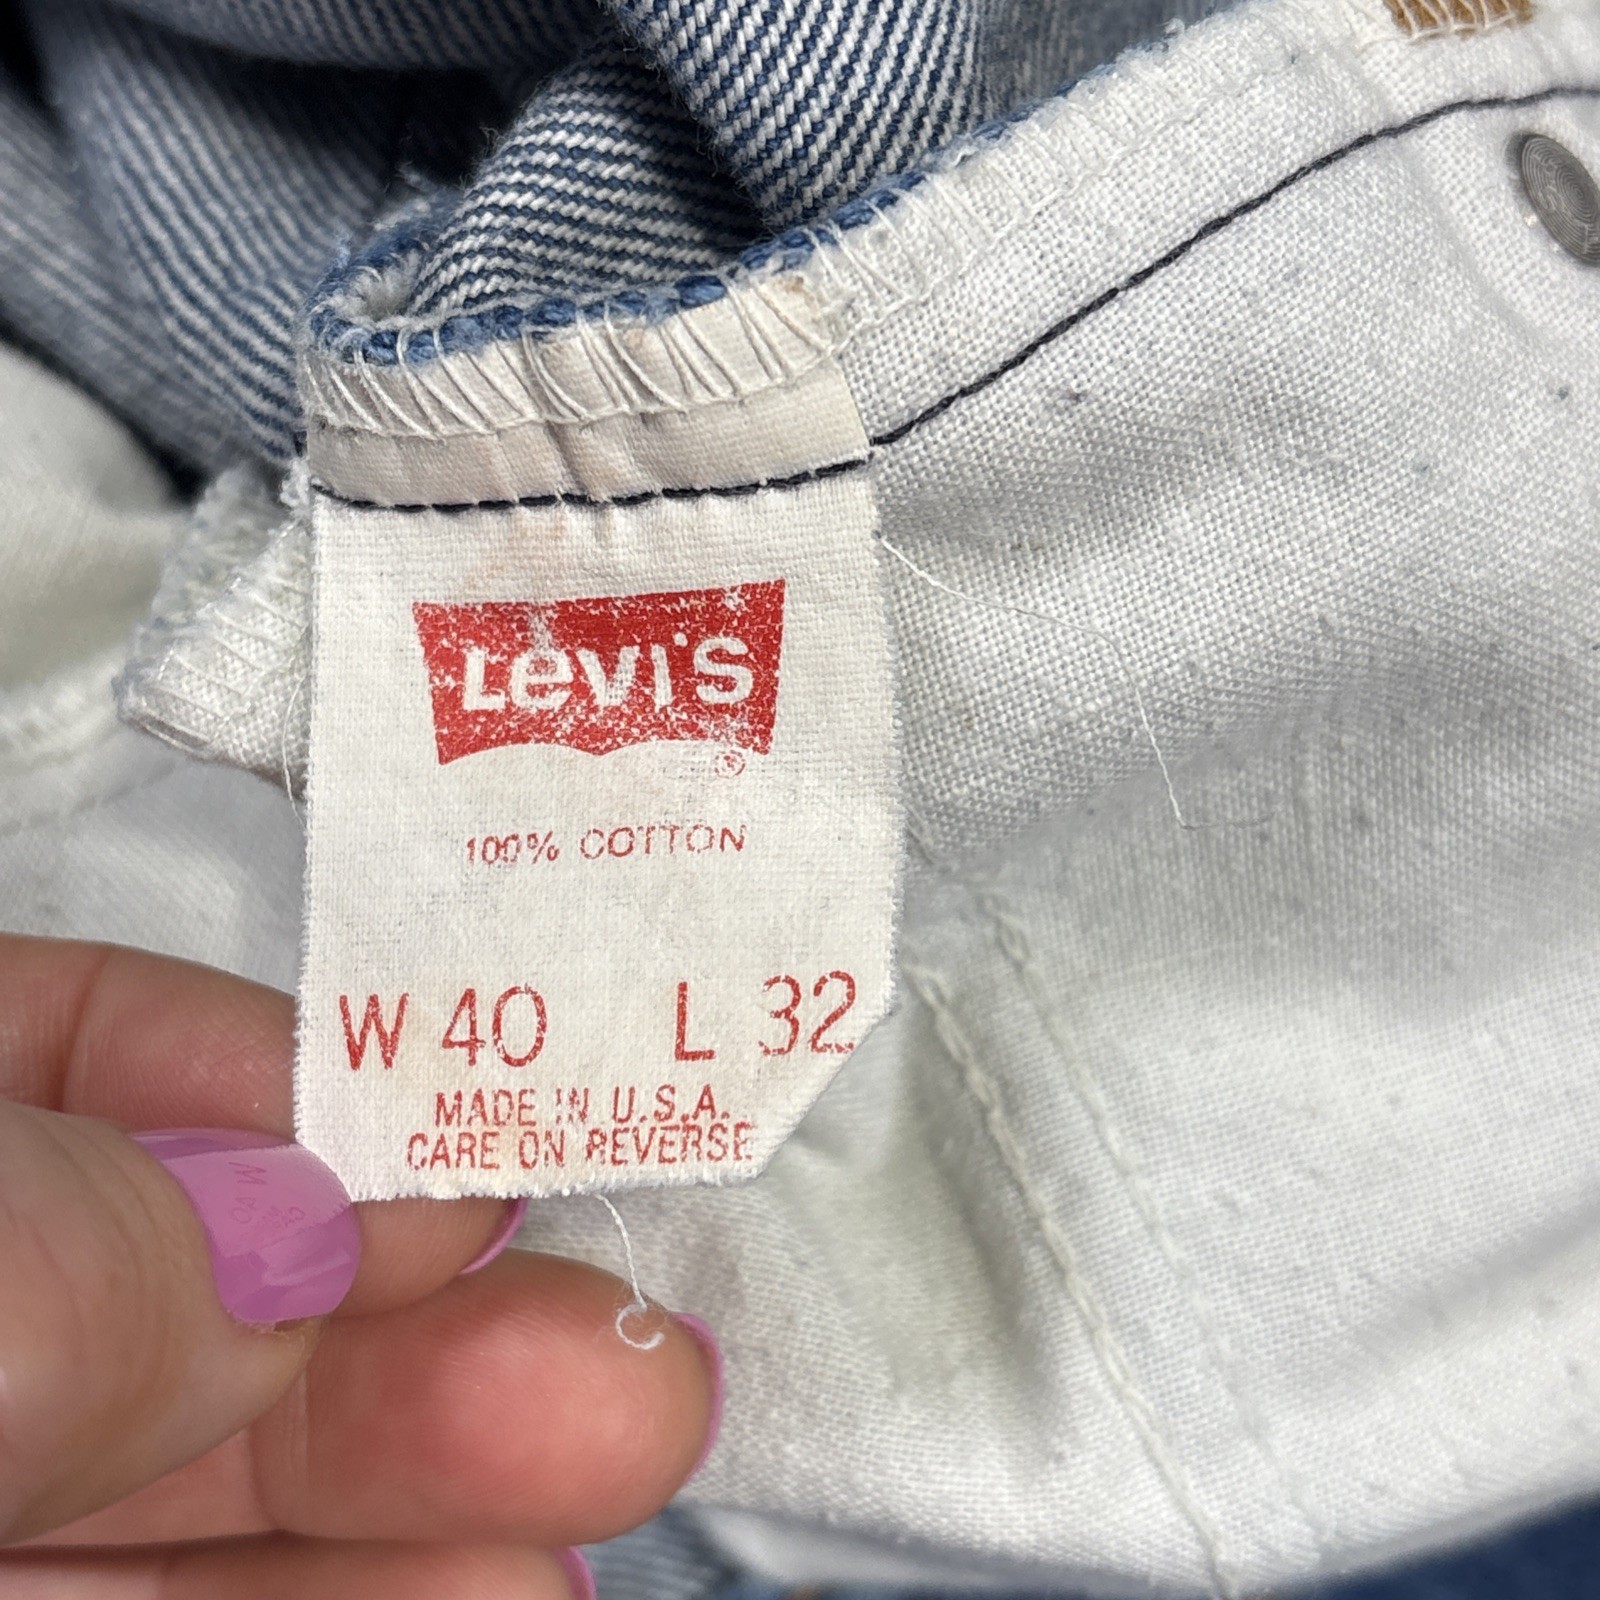 Levi's ®
100% COTTON
W 40 L 32
MADE IN U.S.A.
CARE ON REVERSE